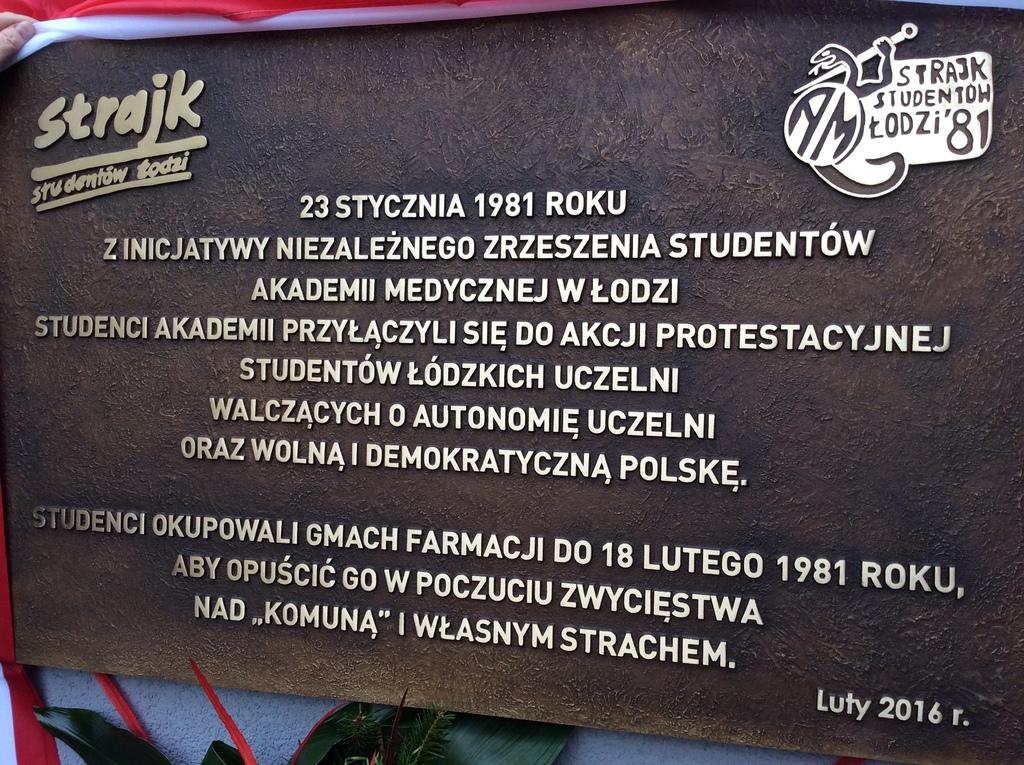 Strajk
studentów Łodzi
AM
STRAJK
STUDENTÓW
ŁODZI '81
23 STYCZNIA 1981 ROKU
Z INICJATYWY NIEZALEŻNEGO ZRZESZENIA STUDENTÓW
AKADEMII MEDYCZNEJ W ŁODZI
STUDENCI AKADEMII PRZYŁĄCZYLI SIĘ DO AKCJI PROTESTACYJNEJ
STUDENTÓW ŁÓDZKICH UCZELNI
WALCZĄCYCH O AUTONOMIĘ UCZELNI
ORAZ WOLNĄ I DEMOKRATYCZNĄ POLSKĘ.
STUDENCI OKUPOWALI GMACH FARMACJI DO 18 LUTEGO 1981 ROKU,
ABY OPUŚCIĆ GO W POCZUCIU ZWYCIĘSTWA
NAD „KOMUNĄ” I WŁASNYM STRACHEM.
Luty 2016 r.